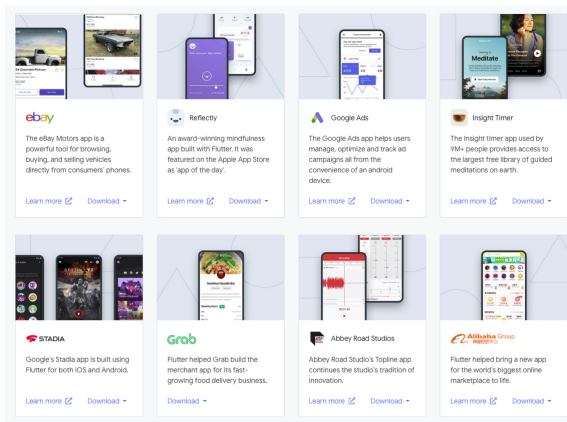 Meditate
ebay
The eBay Motors app is a
powerful tool for browsing,
buying, and selling vehicles
directly from consumers' phones.
Learn more Download
Reflectly
An award-winning mindfulness
app built with Flutter. It was
featured on the Apple App Store
as 'app of the day'.
Learn more Download
Google Ads
The Google Ads app helps users
manage, optimize and track ad
campaigns all from the
convenience of an android
device.
Learn more Download
Insight Timer
The Insight timer app used by
9M+ people provides access to
the largest free library of guided
meditations on earth.
Learn more Download
STADIA
Google's Stadia app is built using
Flutter for both iOS and Android.
Learn more Download
Grab
Flutter helped Grab build the
merchant app for its fast-
growing food delivery business.
Download
Abbey Road Studios
Abbey Road Studio's Topline app
continues the studio's tradition of
innovation.
Learn more Download
Alibaba Group
Flutter helped bring a new app
for the world's biggest online
marketplace to life.
Learn more Download